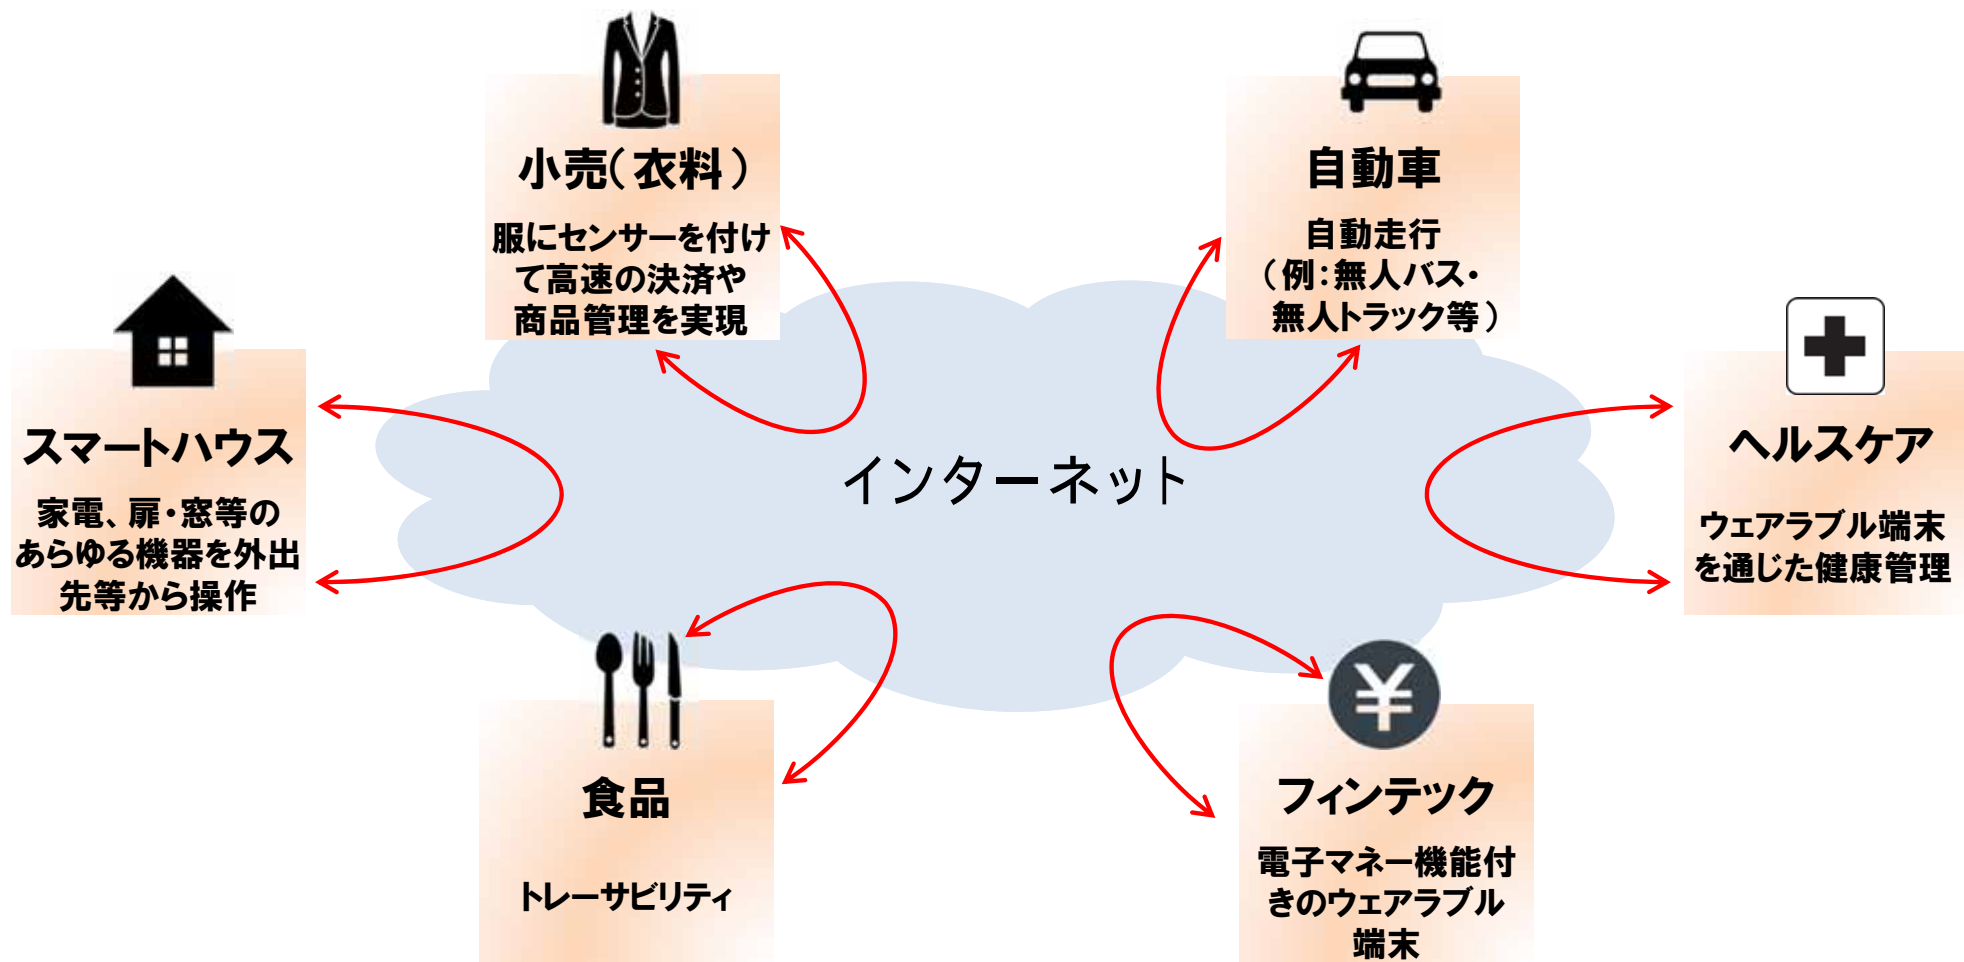 小売(衣料)
服にセンサーを付け
て高速の決済や
商品管理を実現
自動車
自動走行
(例:無人バス・
無人トラック等)
スマートハウス
家電、扉・窓等の
あらゆる機器を外出
先等から操作
インターネット
ヘルスケア
ウェアラブル端末
を通じた健康管理
食品
トレーサビリティ
¥
フィンテック
電子マネー機能付
きのウェアラブル
端末